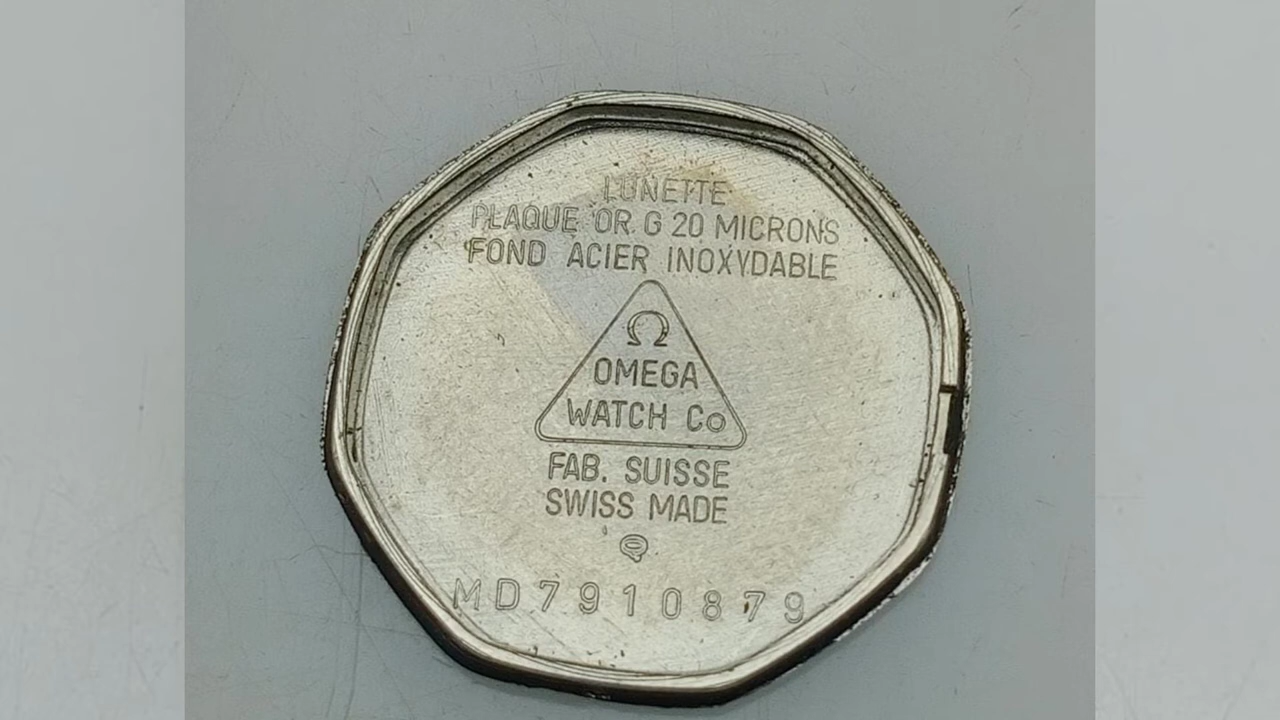 LUNETTE
PLAQUE OR. G 20 MICRONS
FOND ACIER INOXYDABLE
Ω
OMEGA
WATCH Co
FAB. SUISSE
SWISS MADE
MD7910879